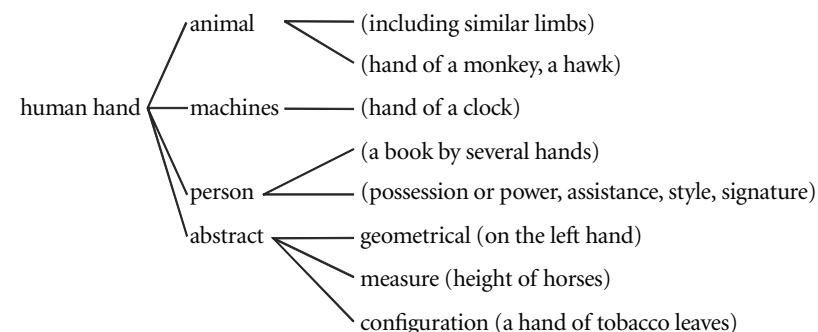 animal (including similar limbs)
(hand of a monkey, a hawk)
human hand machines (hand of a clock)
(a book by several hands)
person (possession or power, assistance, style, signature)
abstract geometrical (on the left hand)
measure (height of horses)
configuration (a hand of tobacco leaves)